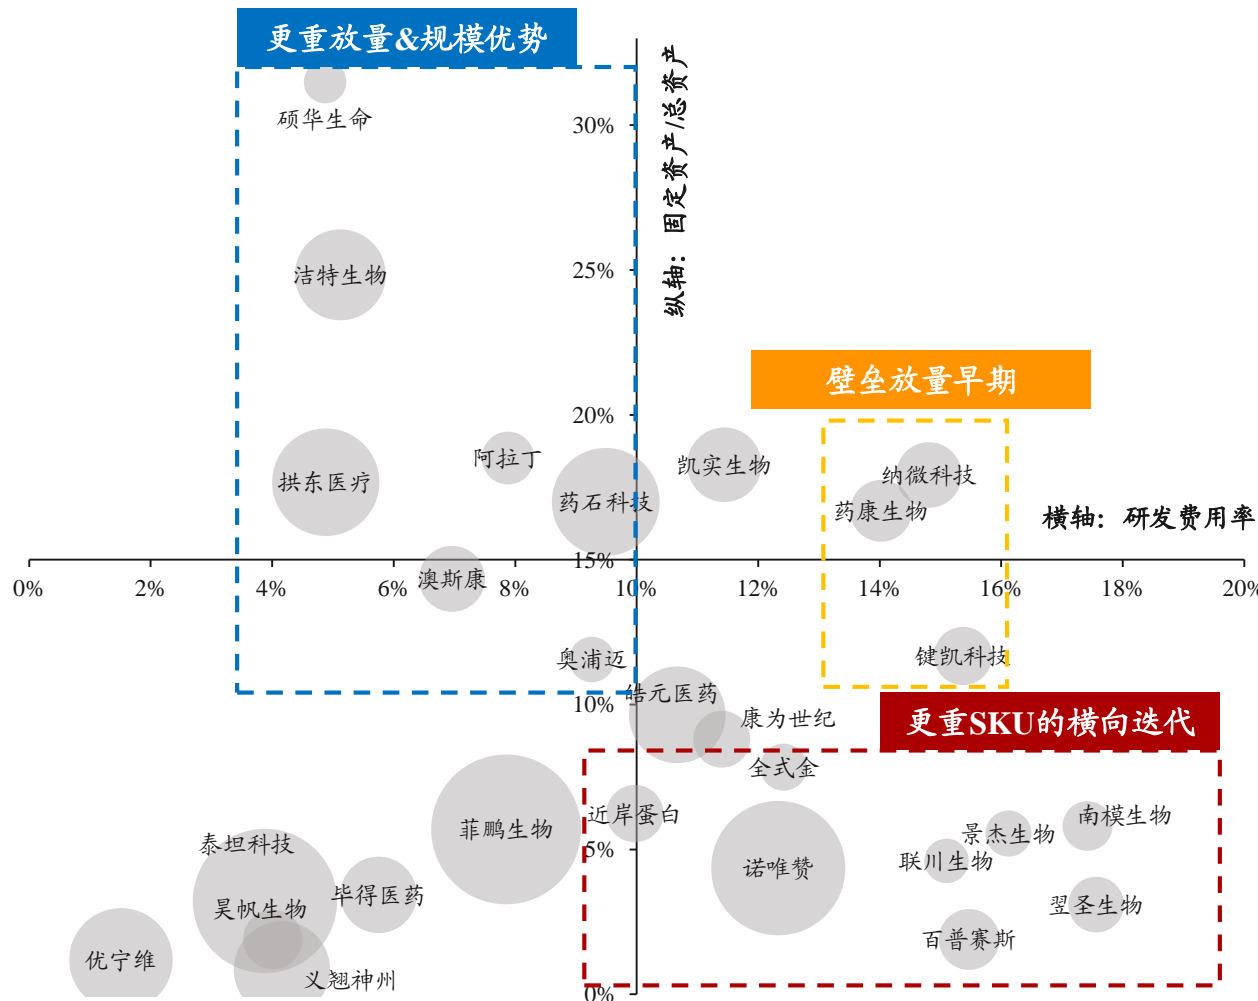 更重放量&规模优势
纵轴：固定资产/总资产
硕华生命
30%
洁特生物
25%
壁垒放量早期
20%
阿拉丁
凯实生物
纳微科技
拱东医疗
药石科技
药康生物
横轴：研发费用率
15%
澳斯康
0%
2%
4%
6%
8%
10%
12%
14%
16%
18%
20%
奥浦迈
键凯科技
皓元医药
10%
康为世纪
更重SKU的横向迭代
全式金
近岸蛋白
南模生物
菲鹏生物
景杰生物
泰坦科技
5%
联川生物
诺唯赞
毕得医药
昊帆生物
翌圣生物
百普赛斯
优宁维
义翘神州
0%